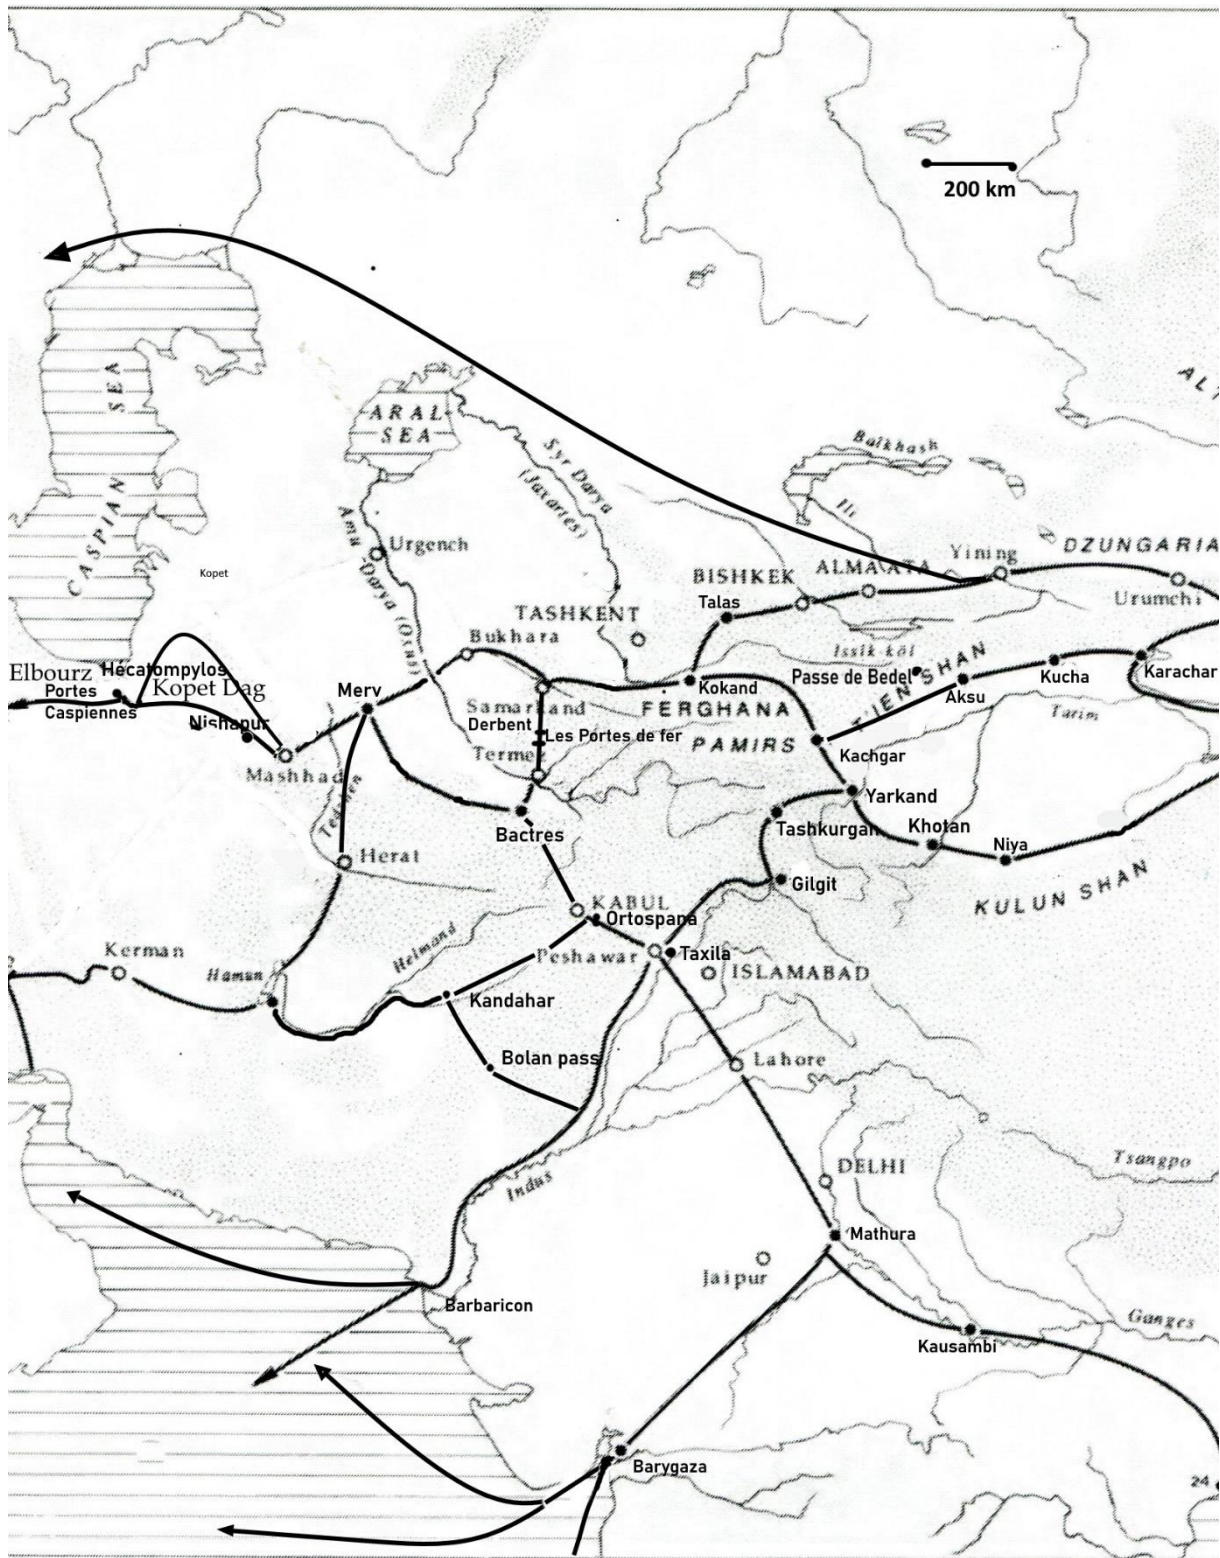 200 km
ALT
CASPIAN SEA
ARAL
SEA
Syr Darya
(Jaxartes)
Balkhash
Ili
Amu-Darya (Oxus)
Urgench
Kopet
Yining
DZUNGARIA
ALMA ATA
BISHKEK
Urumchi
Talas
TASHKENT
Bukhara
Issik-köl
Passe de Bedel
T'IEN SHAN
Kucha
Karachar
Elbourz
Hécatompylos
Portes
Caspiennes
Kopet Dag
Merv
Samarkand
Kokand
FERGHANA
Aksu
Tarim
Nishapur
Derbent
Les Portes de fer
PAMIRS
Kachgar
Mashhad
Termez
Tedjen
Bactres
Yarkand
Tashkurgan
Khotan
Niya
Herat
Gilgit
KULUN SHAN
KABUL
Ortospana
Kerman
Hamun
Helmand
Peshawar
Taxila
ISLAMABAD
Kandahar
Bolan pass
Lahore
Indus
DELHI
Tsangpo
Mathura
Jaipur
Barbaricon
Ganges
Kausambi
Barygaza
24